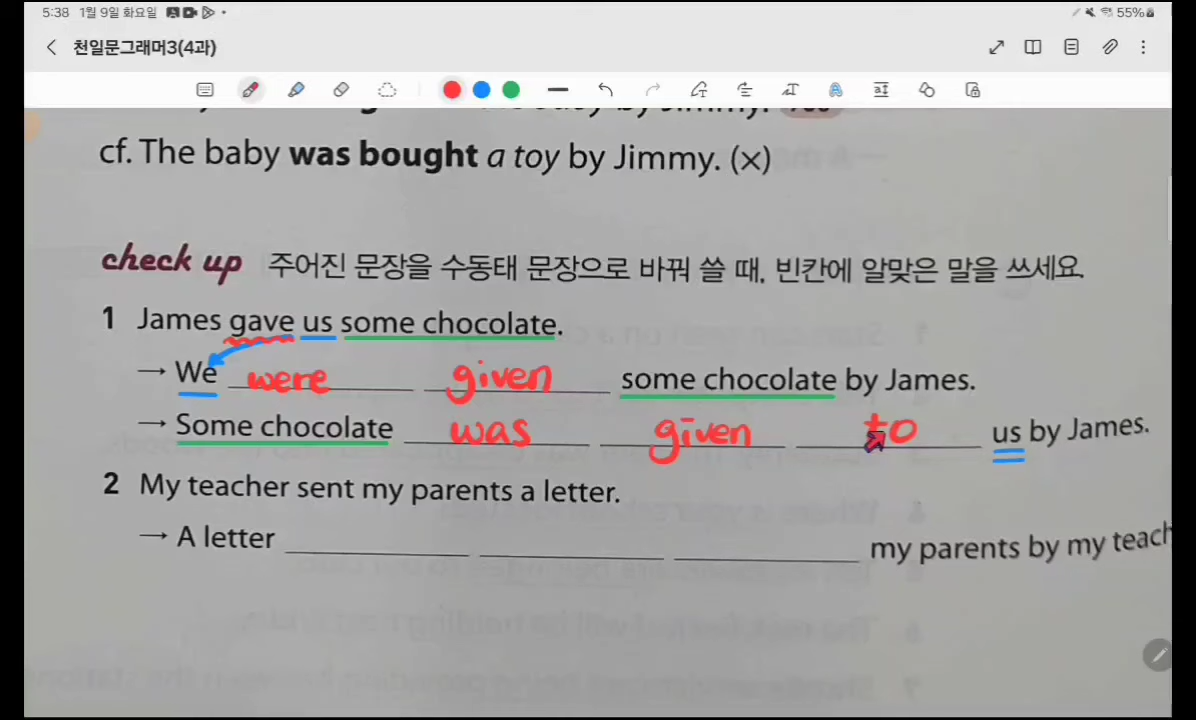 5:38 1월 9일 화요일
55%
천일문그래머3(4과)
by Jimmy.
cf. The baby was bought a toy by Jimmy. (×)
check up 주어진 문장을 수동태 문장으로 바꿔 쓸 때, 빈칸에 알맞은 말을 쓰세요.
1 James gave us some chocolate.
→ We were given some chocolate by James.
→ Some chocolate was given to us by James.
2 My teacher sent my parents a letter.
→ A letter my parents by my teach